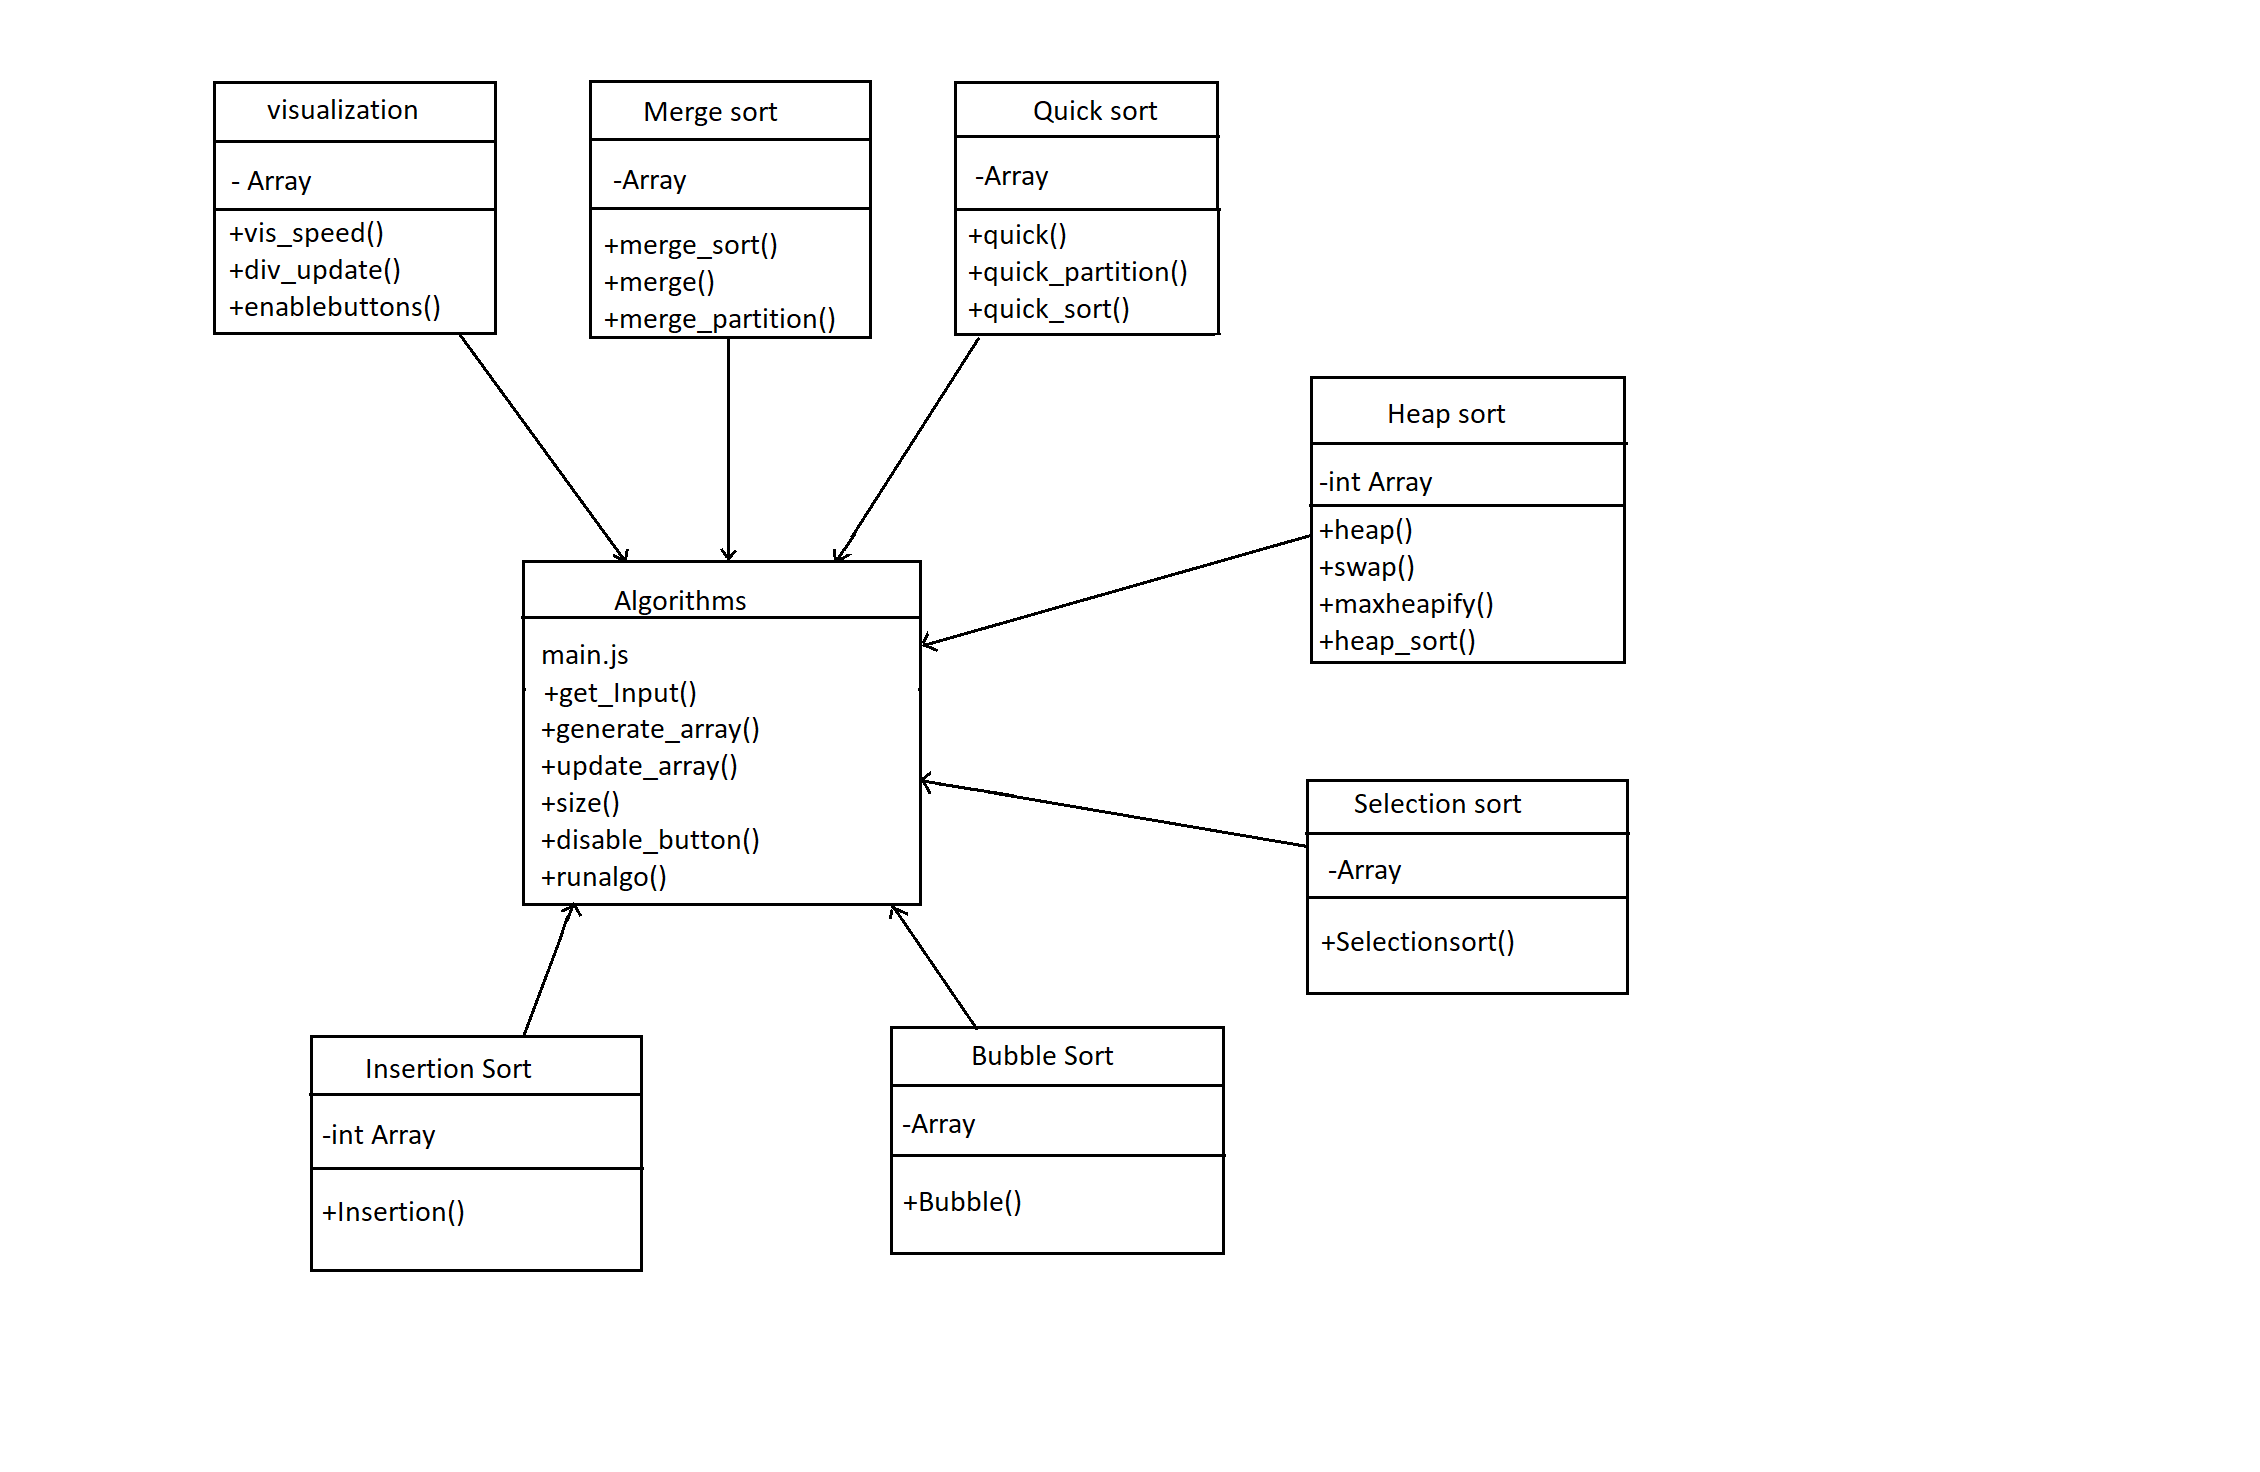 visualization
- Array
+vis_speed()
+div_update()
+enablebuttons()
Merge sort
-Array
+merge_sort()
+merge()
+merge_partition()
Quick sort
-Array
+quick()
+quick_partition()
+quick_sort()
Heap sort
-int Array
+heap()
+swap()
+maxheapify()
+heap_sort()
Algorithms
main.js
+get_Input()
+generate_array()
+update_array()
+size()
+disable_button()
+runalgo()
Selection sort
-Array
+Selectionsort()
Insertion Sort
-int Array
+Insertion()
Bubble Sort
-Array
+Bubble()